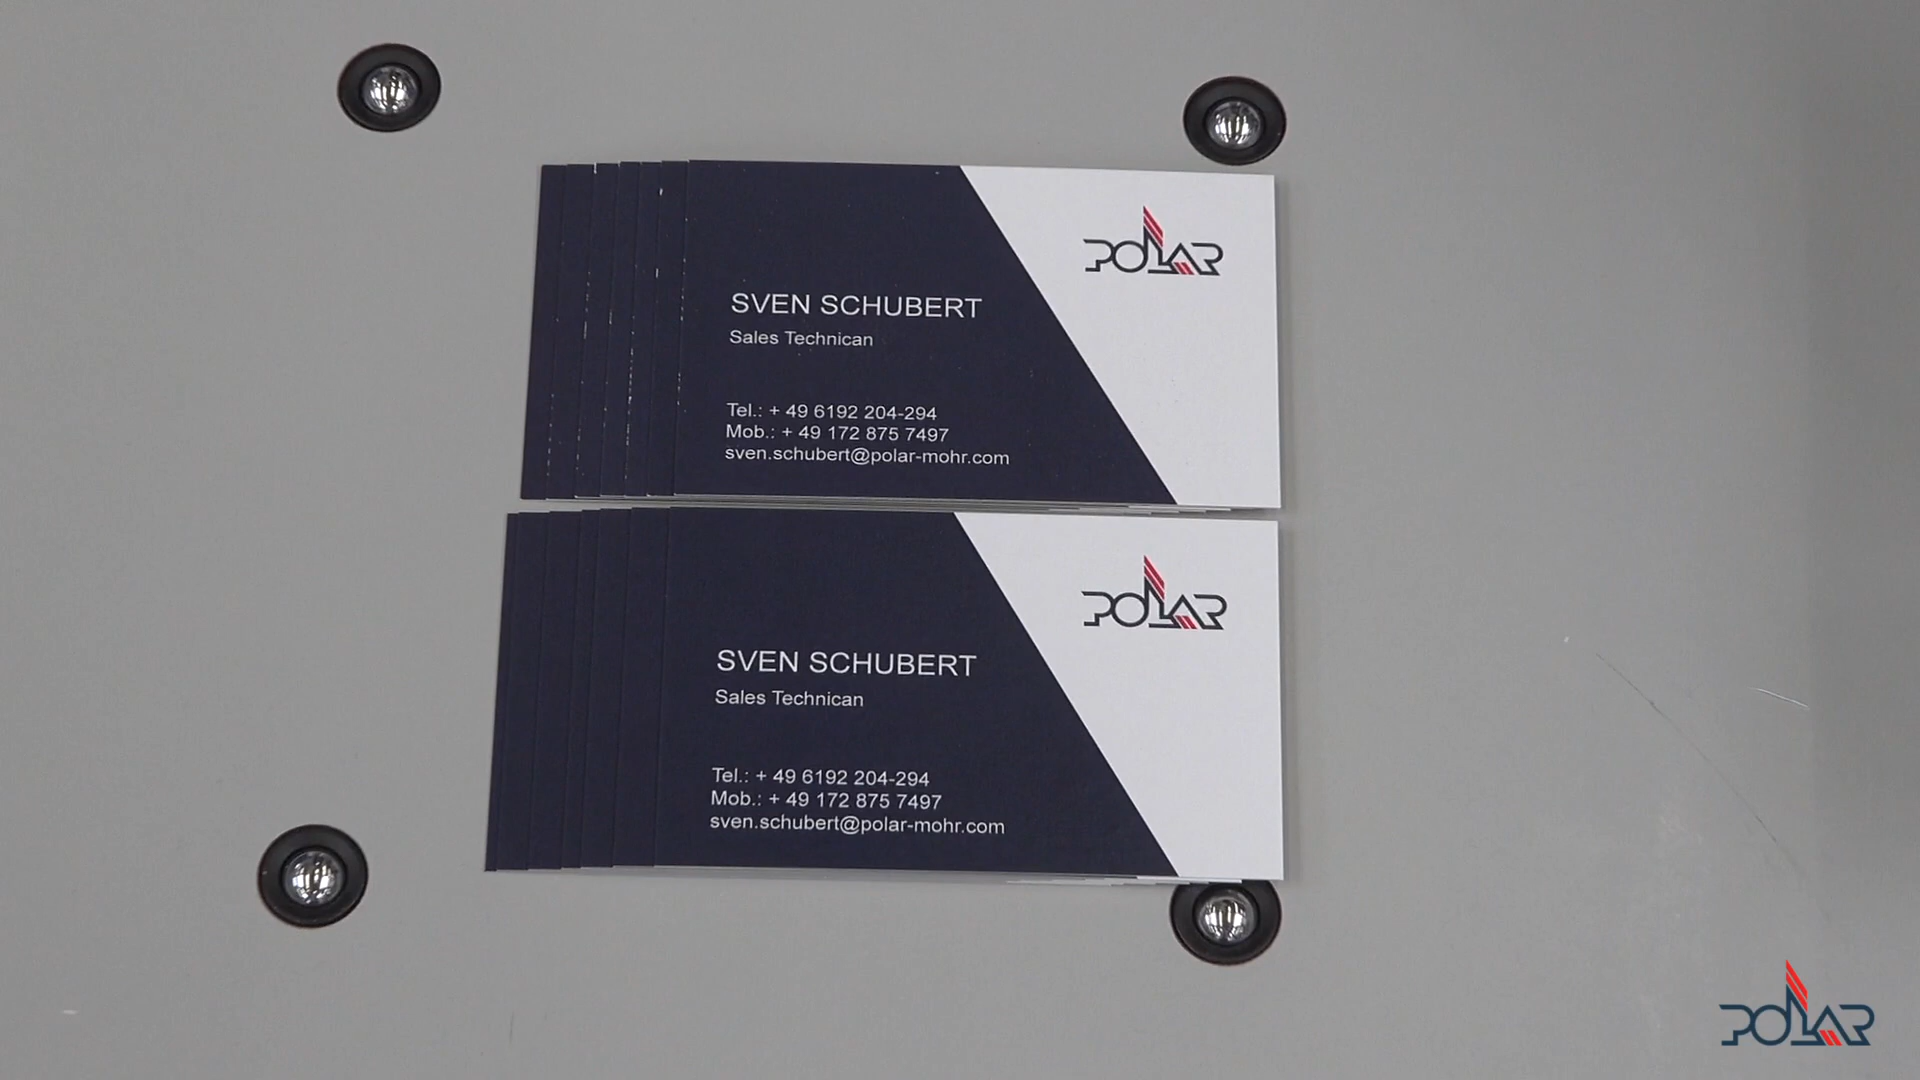 POLAR
SVEN SCHUBERT
Sales Technican
Tel.: + 49 6192 204-294
Mob.: + 49 172 875 7497
sven.schubert@polar-mohr.com
POLAR
SVEN SCHUBERT
Sales Technican
Tel.: + 49 6192 204-294
Mob.: + 49 172 875 7497
sven.schubert@polar-mohr.com
POLAR